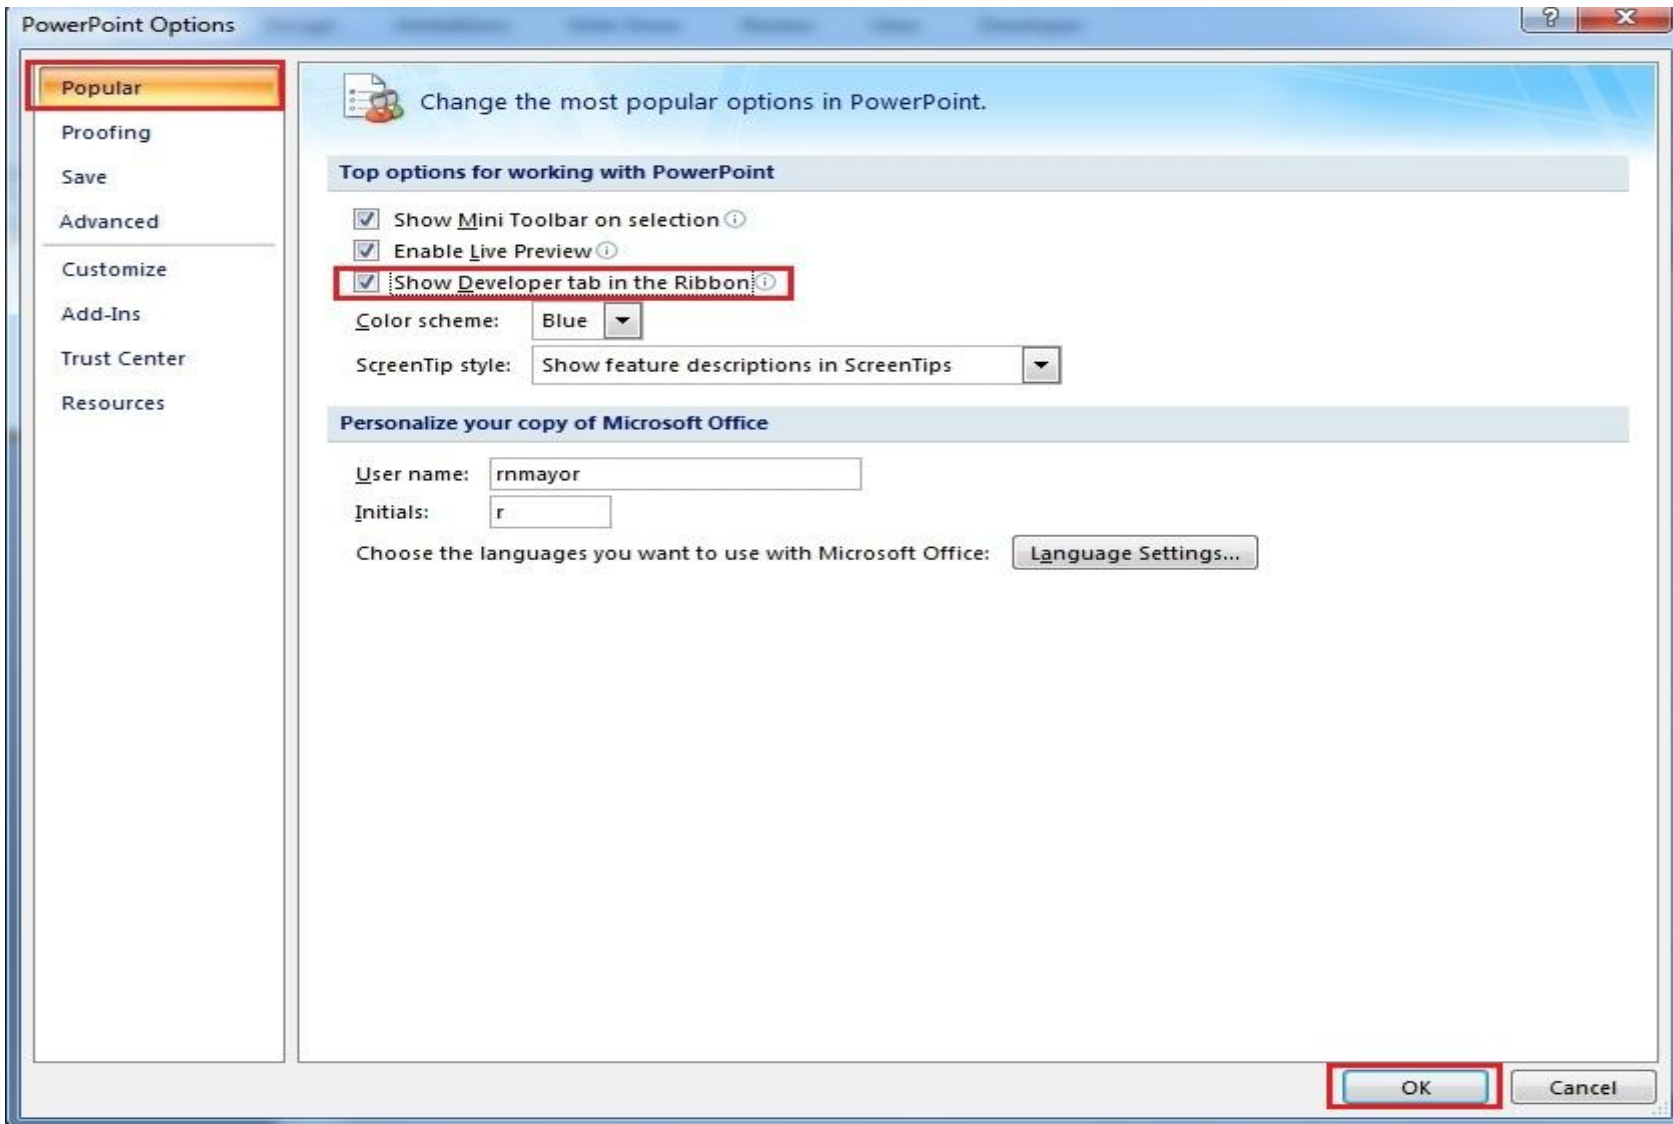 PowerPoint Options
Popular
Proofing
Save
Advanced
Customize
Add-Ins
Trust Center
Resources
Change the most popular options in PowerPoint.
Top options for working with PowerPoint
Show Mini Toolbar on selection
Enable Live Preview
Show Developer tab in the Ribbon
Color scheme: Blue
ScreenTip style: Show feature descriptions in ScreenTips
Personalize your copy of Microsoft Office
User name: rnmayor
Initials: r
Choose the languages you want to use with Microsoft Office: Language Settings...
OK Cancel